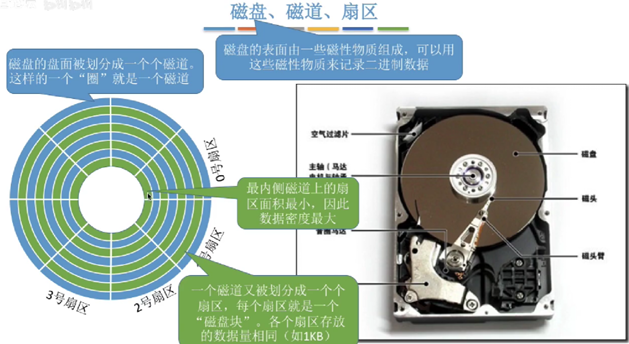 磁盘、磁道、扇区
磁盘的表面由一些磁性物质组成，可以用
这些磁性物质来记录二进制数据
磁盘的盘面被划分成一个个磁道。
这样的一个“圈”就是一个磁道
0号扇区
号扇区
2号扇区
3号扇区
最内侧磁道上的扇
区面积最小，因此
数据密度最大
一个磁道又被划分成一个个
扇区，每个扇区就是一个
“磁盘块”。各个扇区存放
的数据量相同（如1KB）
空气过滤片
主轴（马达
音圈马达
磁盘
磁头
磁头臂